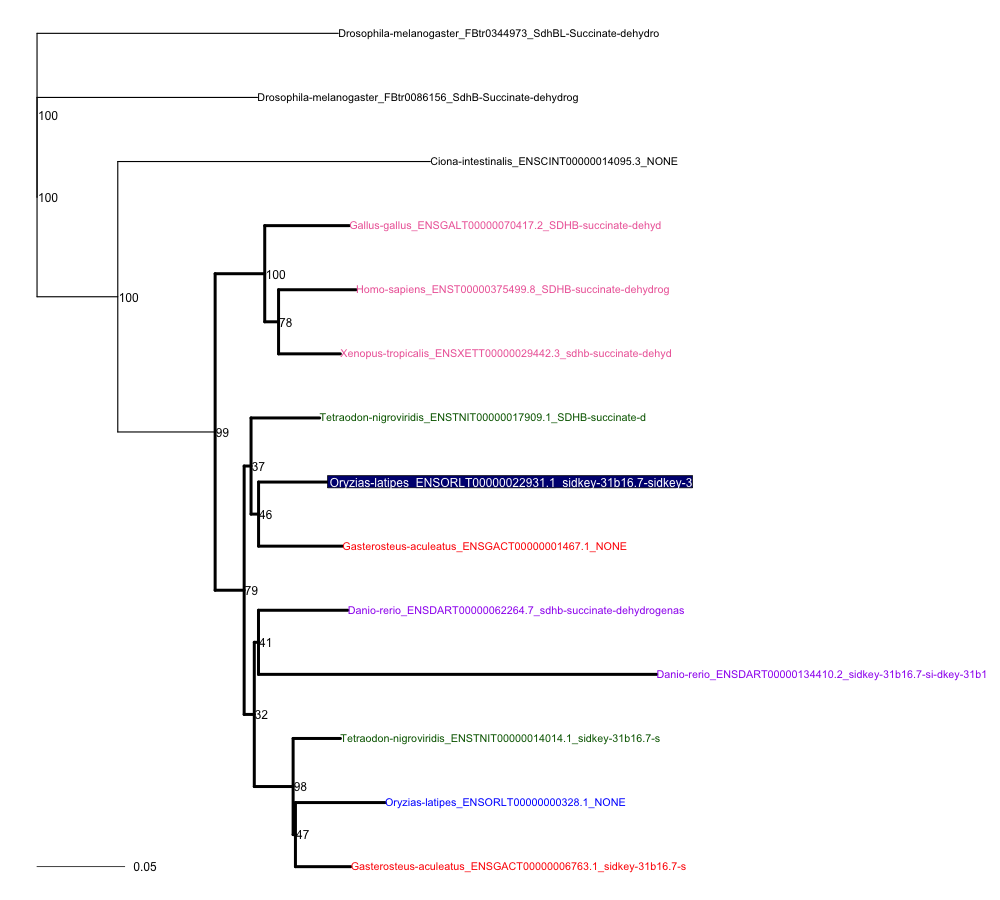 Drosophila-melanogaster_FBtr0344973_SdhBL-Succinate-dehydro
Drosophila-melanogaster_FBtr0086156_SdhB-Succinate-dehydrog
100
Ciona-intestinalis_ENSCINT00000014095.3_NONE
100
Gallus-gallus_ENSGALT00000070417.2_SDHB-succinate-dehyd
100
Homo-sapiens_ENST00000375499.8_SDHB-succinate-dehydrog
100
78
Xenopus-tropicalis_ENSXETT00000029442.3_sdhb-succinate-dehyd
Tetraodon-nigroviridis_ENSTNIT00000017909.1_SDHB-succinate-d
99
37
Oryzias-latipes_ENSORLT00000022931.1_sidkey-31b16.7-sidkey-3
46
Gasterosteus-aculeatus_ENSGACT00000001467.1_NONE
79
Danio-rerio_ENSDART00000062264.7_sdhb-succinate-dehydrogenas
41
Danio-rerio_ENSDART00000134410.2_sidkey-31b16.7-si-dkey-31b1
32
Tetraodon-nigroviridis_ENSTNIT00000014014.1_sidkey-31b16.7-s
98
Oryzias-latipes_ENSORLT00000000328.1_NONE
47
Gasterosteus-aculeatus_ENSGACT00000006763.1_sidkey-31b16.7-s
0.05